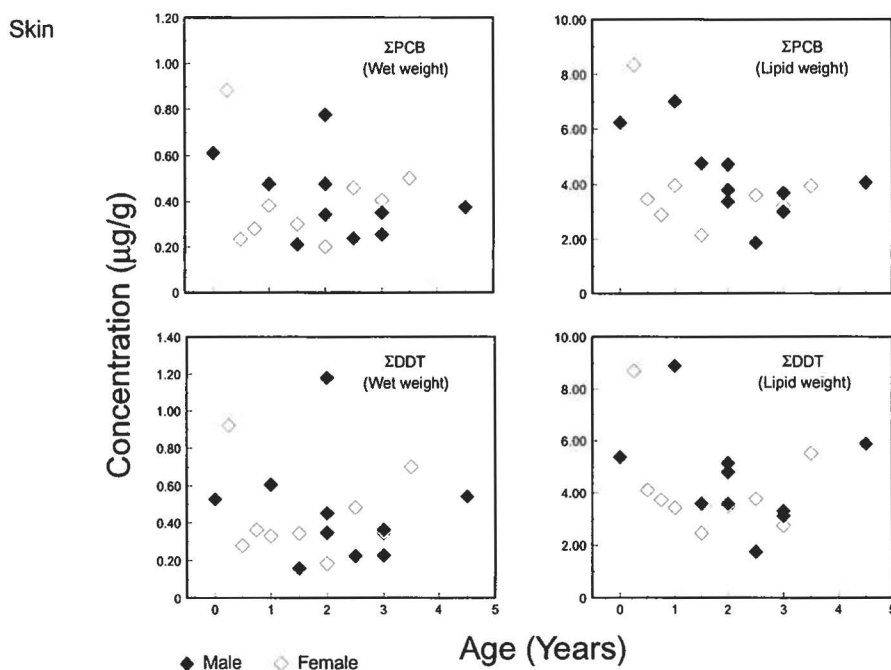 Skin
Concentration (µg/g)
1.20
1.00
0.80
0.60
0.40
0.20
0
ΣPCB
(Wet weight)
10.00
8.00
6.00
4.00
2.00
0
ΣPCB
(Lipid weight)
1.40
1.20
1.00
0.80
0.60
0.40
0.20
0.00
0 1 2 3 4 5
ΣDDT
(Wet weight)
10.00
8.00
6.00
4.00
2.00
0.00
0 1 2 3 4 5
ΣDDT
(Lipid weight)
Age (Years)
Male Female